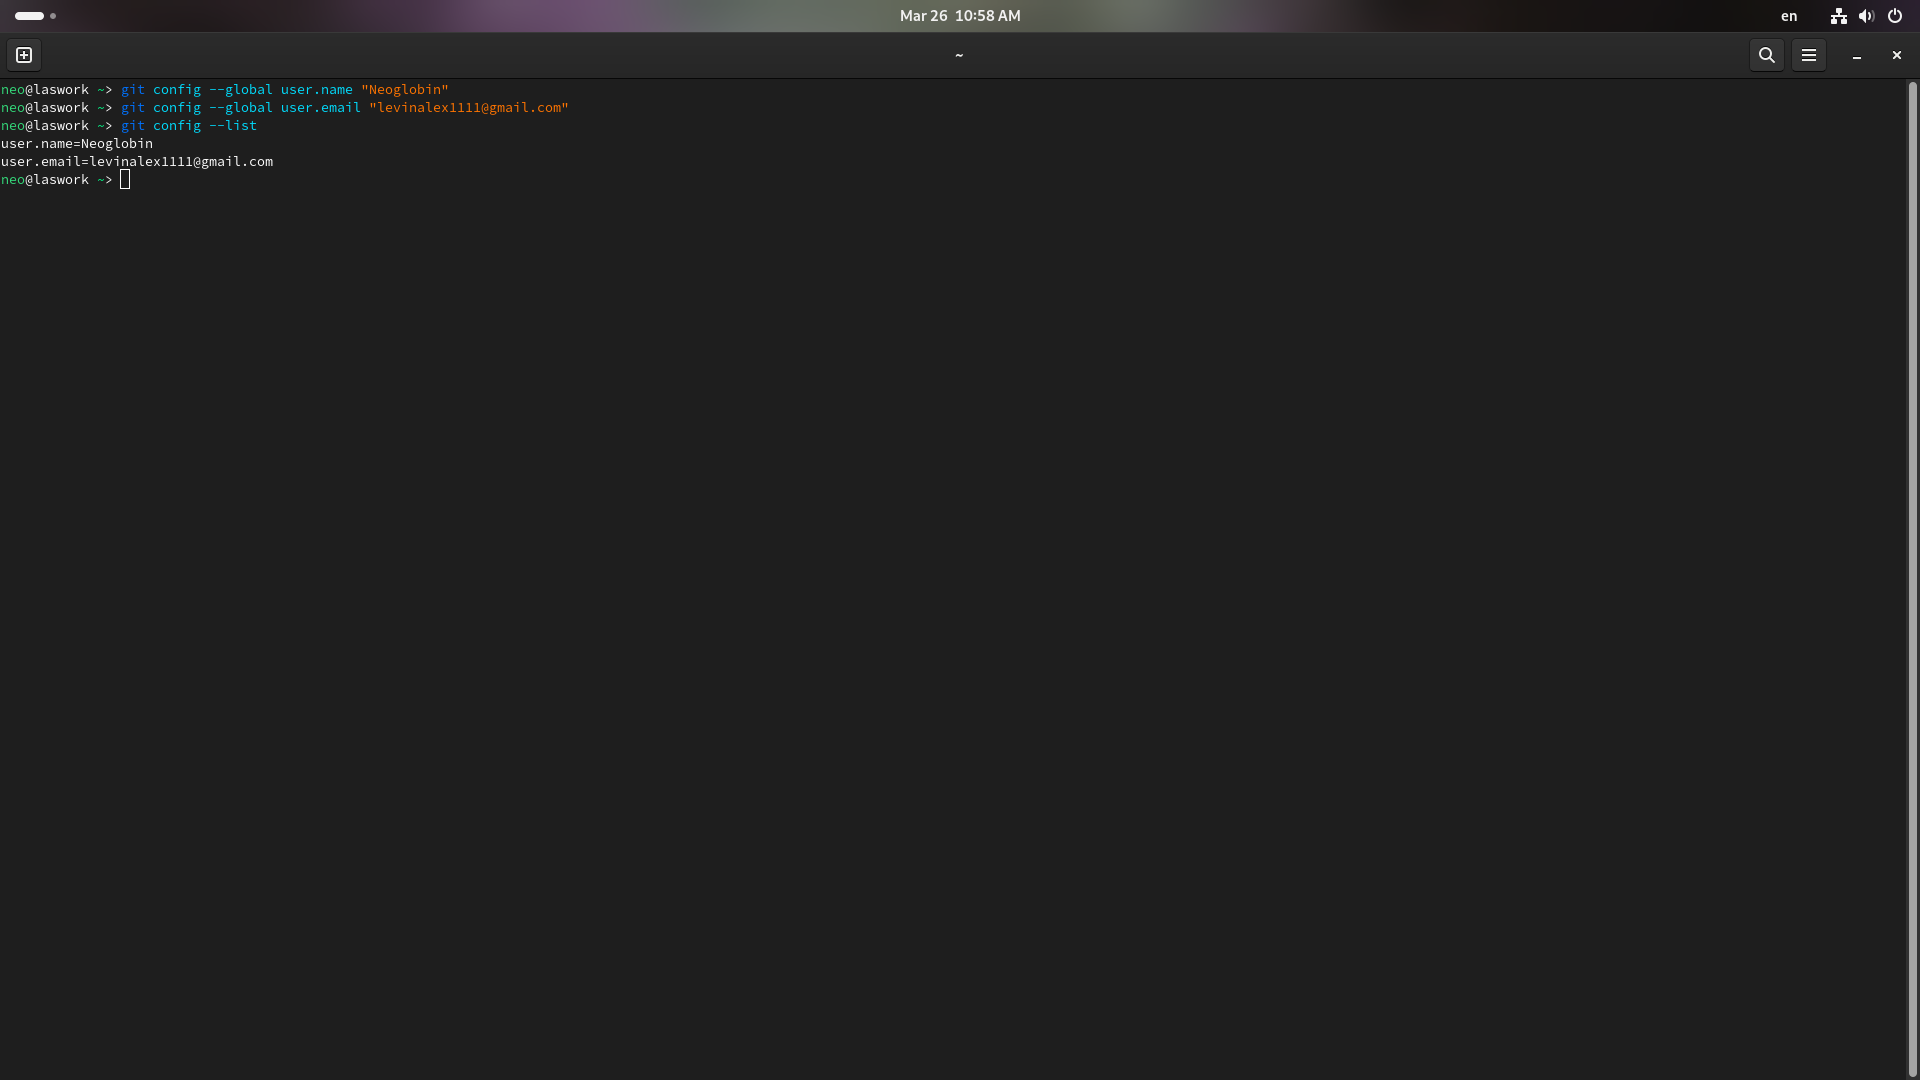 Mar 26 10:58 AM
en
~
neo@laswork ~> git config --global user.name "Neoglobin"
neo@laswork ~> git config --global user.email "levinalex1111@gmail.com"
neo@laswork ~> git config --list
user.name=Neoglobin
user.email=levinalex1111@gmail.com
neo@laswork ~>